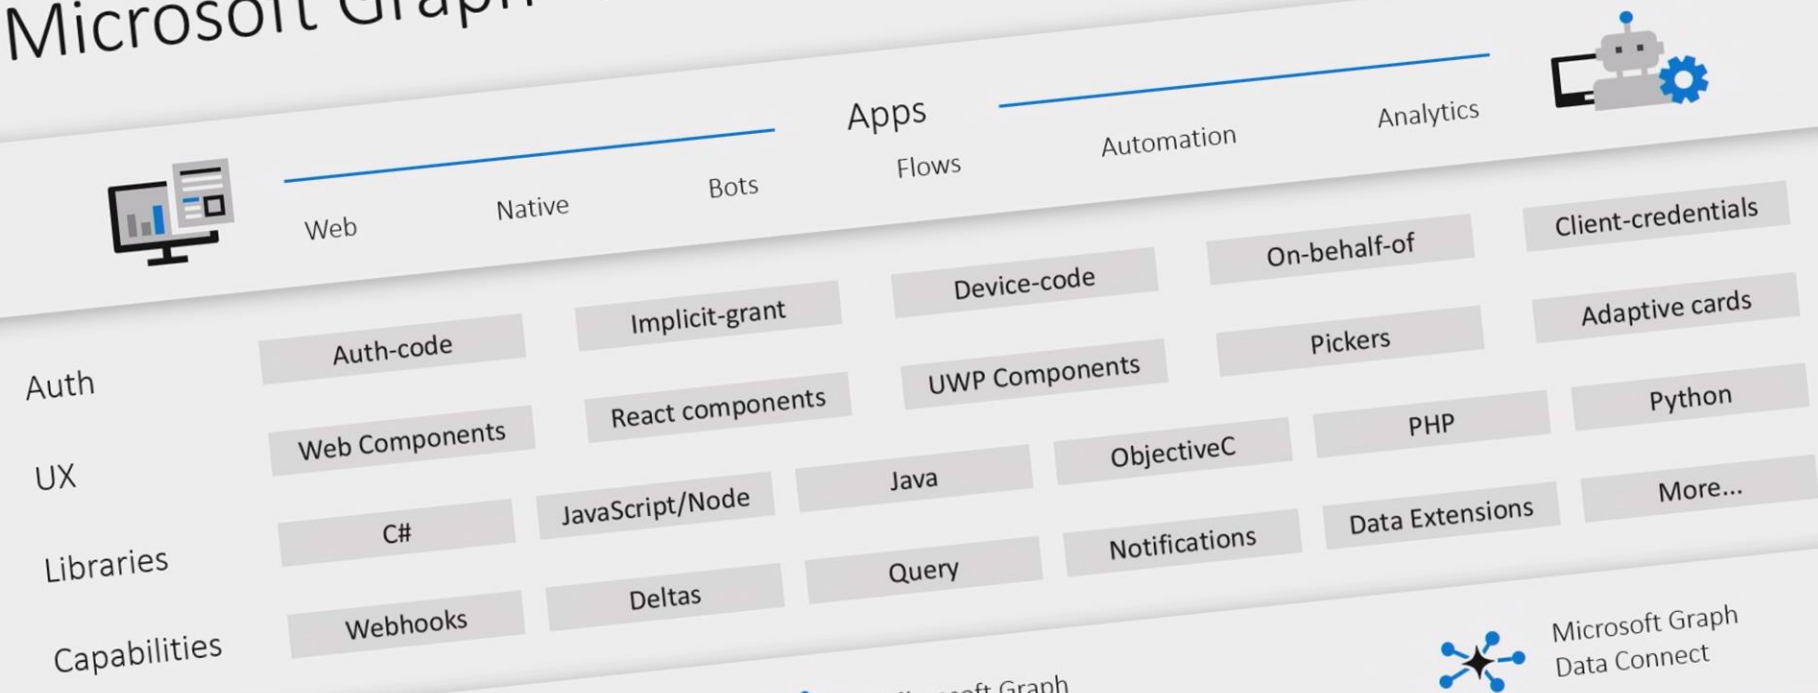 Microsoft Graph
Apps
Web Native Bots Flows Automation Analytics
Auth Auth-code Implicit-grant Device-code On-behalf-of Client-credentials
UX Web Components React components UWP Components Pickers Adaptive cards
Libraries C# JavaScript/Node Java ObjectiveC PHP Python
Capabilities Webhooks Deltas Query Notifications Data Extensions More...
Graph
Microsoft Graph
Data Connect